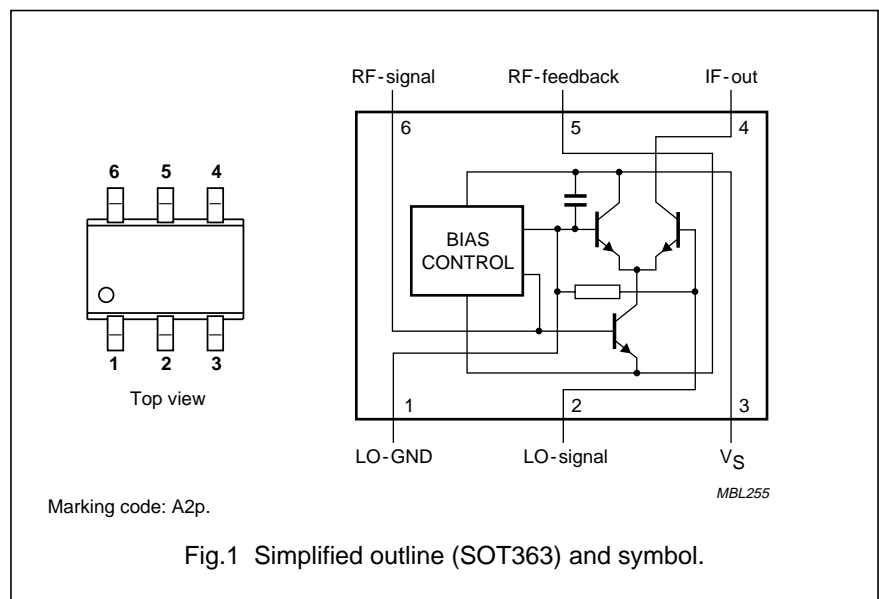 RF-signal RF-feedback IF-out
6 5 4
6 5 4
BIAS
CONTROL
1 2 3
Top view
1 2 3
LO-GND LO-signal VS
MBL255
Marking code: A2p.
Fig.1 Simplified outline (SOT363) and symbol.